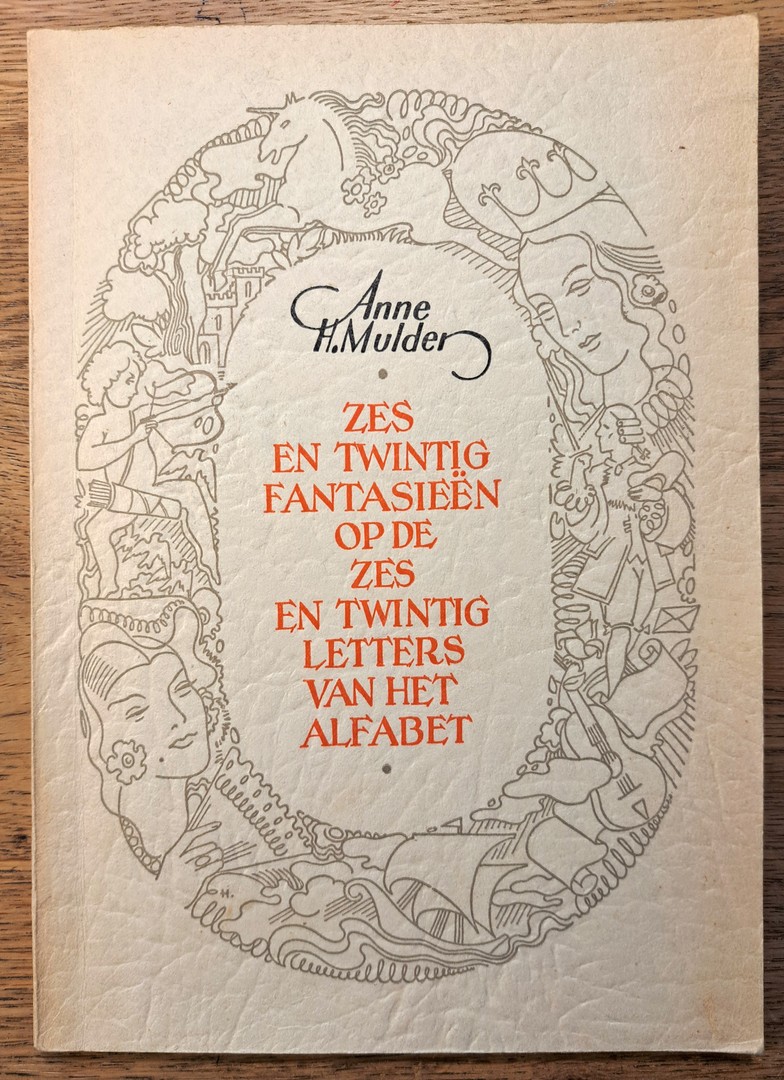 Anne
H. Mulder
ZES
EN TWINTIG
FANTASIEËN
OP DE
ZES
EN TWINTIG
LETTERS
VAN HET
ALFABET
H.